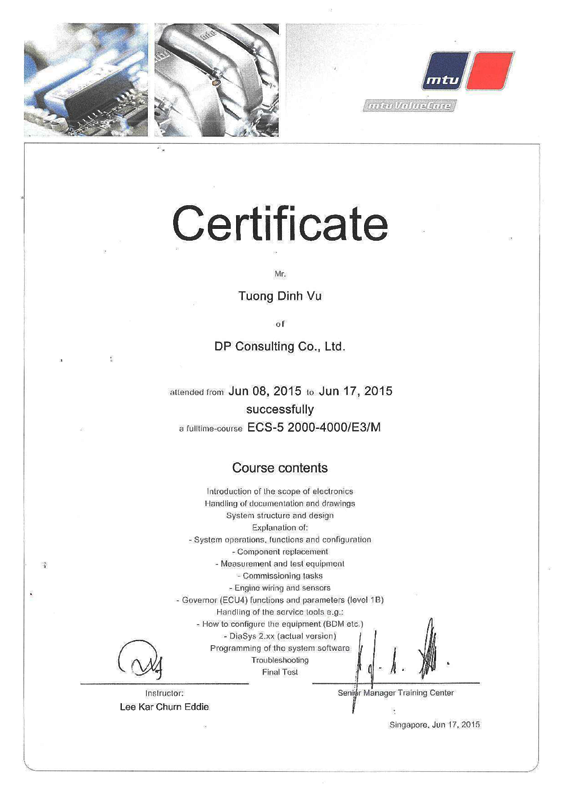 mtu
mtu ValueCare
Certificate
Mr.
Tuong Dinh Vu
of
DP Consulting Co., Ltd.
attended from Jun 08, 2015 to Jun 17, 2015
successfully
a fulltime-course ECS-5 2000-4000/E3/M
Course contents
Introduction of the scope of electronics
Handling of documentation and drawings
System structure and design
Explanation of:
- System operations, functions and configuration
- Component replacement
- Measurement and test equipment
- Commissioning tasks
- Engine wiring and sensors
- Governor (ECU4) functions and parameters (level 1B)
Handling of the service tools e.g.:
- How to configure the equipment (BDM etc.)
- DiaSys 2.xx (actual version)
Programming of the system software
Troubleshooting
Final Test
Instructor:
Lee Kar Churn Eddie
Senior Manager Training Center
Singapore, Jun 17, 2015